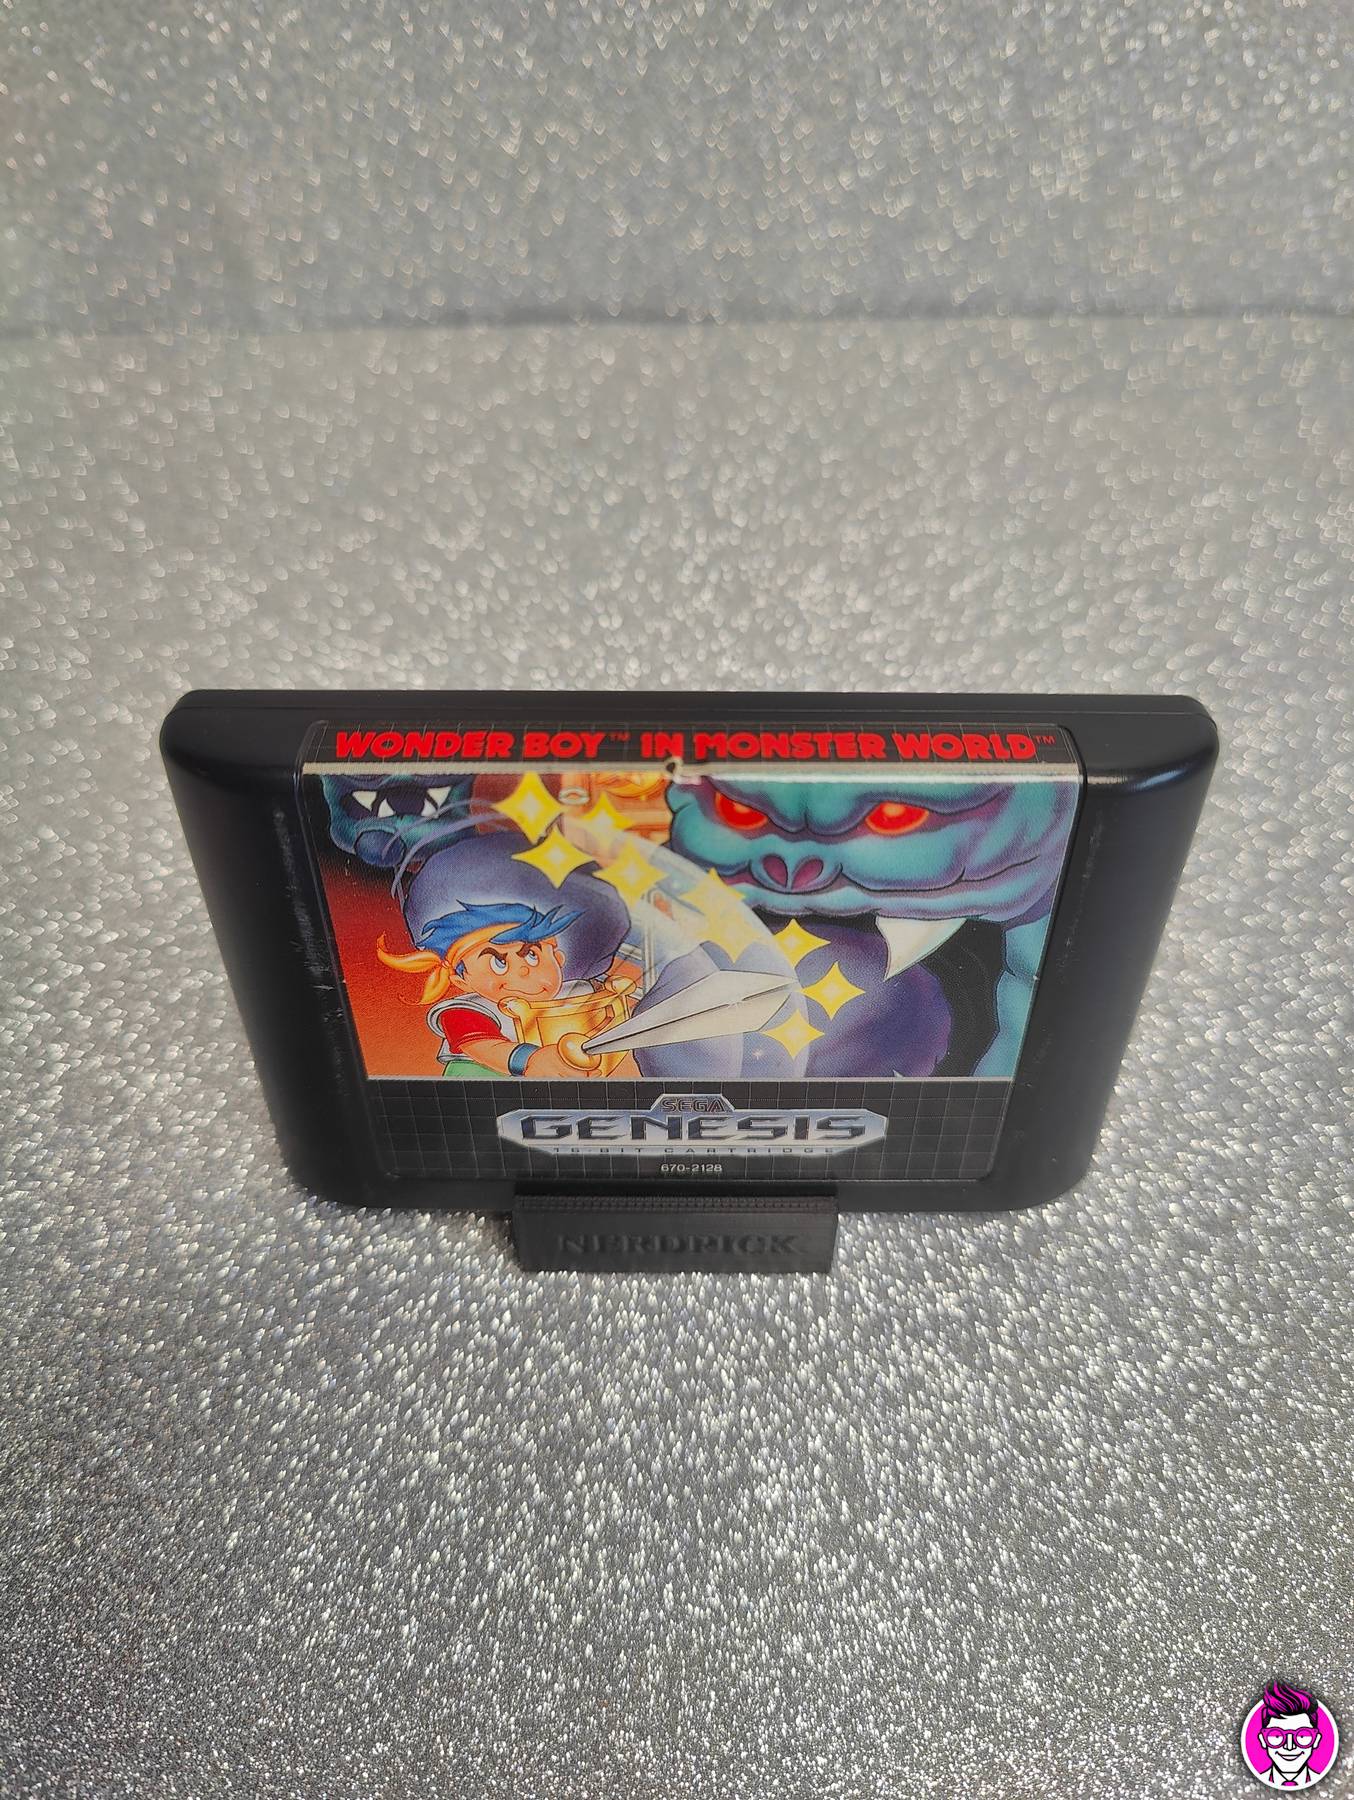 WONDER BOY™ IN MONSTER WORLD™
SEGA
GENESIS
16-BIT CARTRIDGE
670-2128
NERDPICK